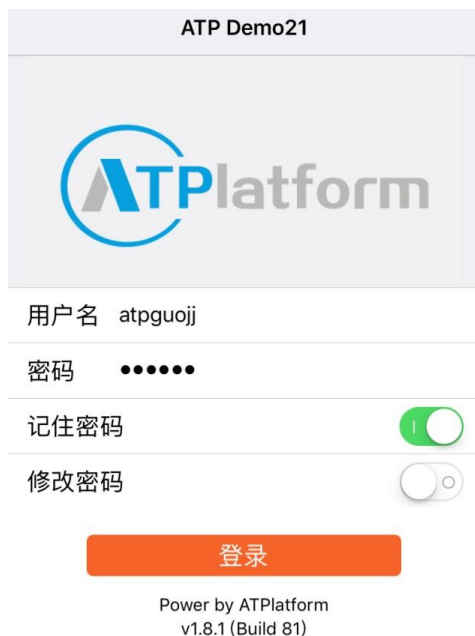 ATP Demo21
ATPlatform
用户名 atpguojj
密码 ••••••
记住密码
修改密码
登录
Power by ATPlatform
v1.8.1 (Build 81)